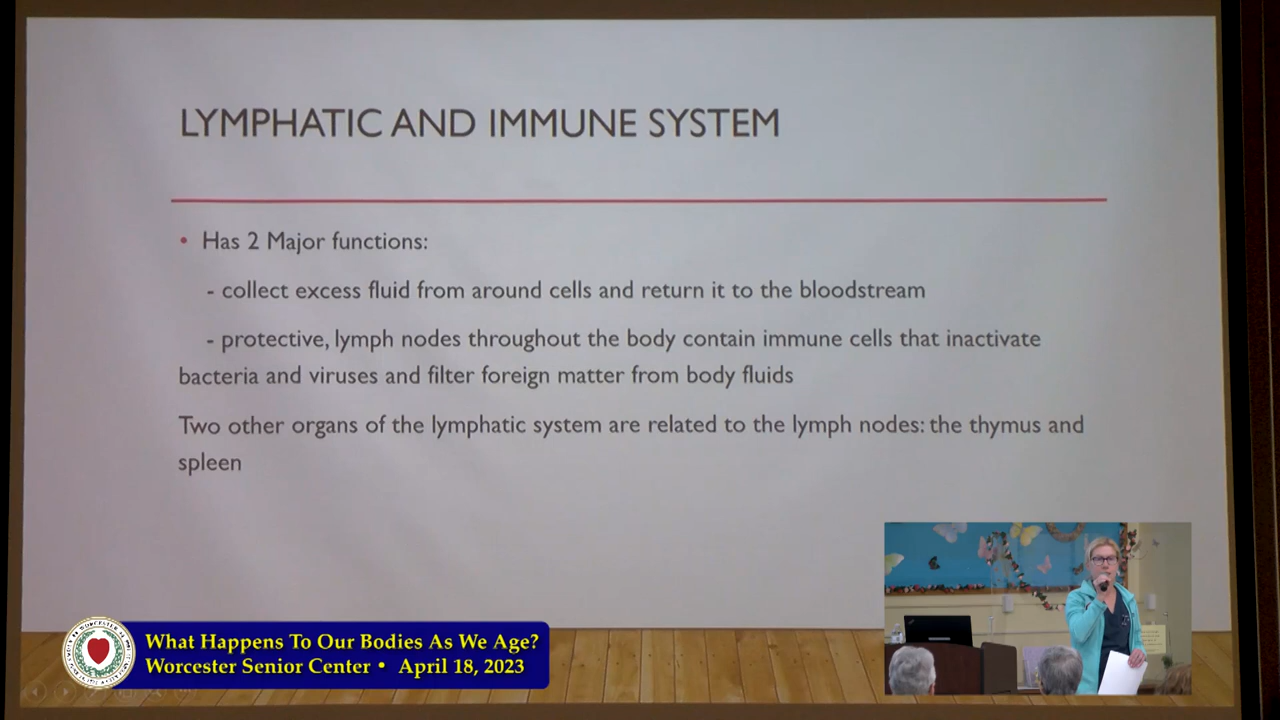 LYMPHATIC AND IMMUNE SYSTEM
• Has 2 Major functions:
- collect excess fluid from around cells and return it to the bloodstream
- protective, lymph nodes throughout the body contain immune cells that inactivate
bacteria and viruses and filter foreign matter from body fluids
Two other organs of the lymphatic system are related to the lymph nodes: the thymus and
spleen
What Happens To Our Bodies As We Age?
Worcester Senior Center • April 18, 2023